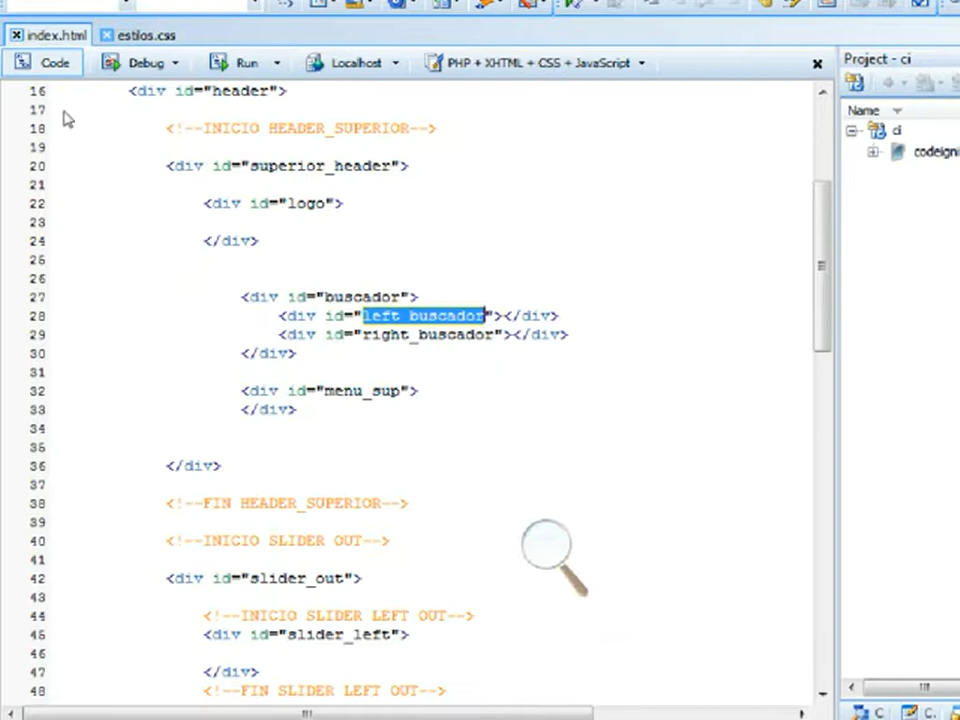 index.html estilos.css
Code Debug Run Localhost PHP + XHTML + CSS + JavaScript
Project - ci
Name
ci
codeigni
16 <div id="header">
17
18 <!--INICIO HEADER_SUPERIOR-->
19
20 <div id="superior_header">
21
22 <div id="logo">
23
24 </div>
25
26
27 <div id="buscador">
28 <div id="left_buscador"></div>
29 <div id="right_buscador"></div>
30 </div>
31
32 <div id="menu_sup">
33 </div>
34
35
36 </div>
37
38 <!--FIN HEADER_SUPERIOR-->
39
40 <!--INICIO SLIDER OUT-->
41
42 <div id="slider_out">
43
44 <!--INICIO SLIDER LEFT OUT-->
45 <div id="slider_left">
46
47 </div>
48 <!--FIN SLIDER LEFT OUT-->
C C.